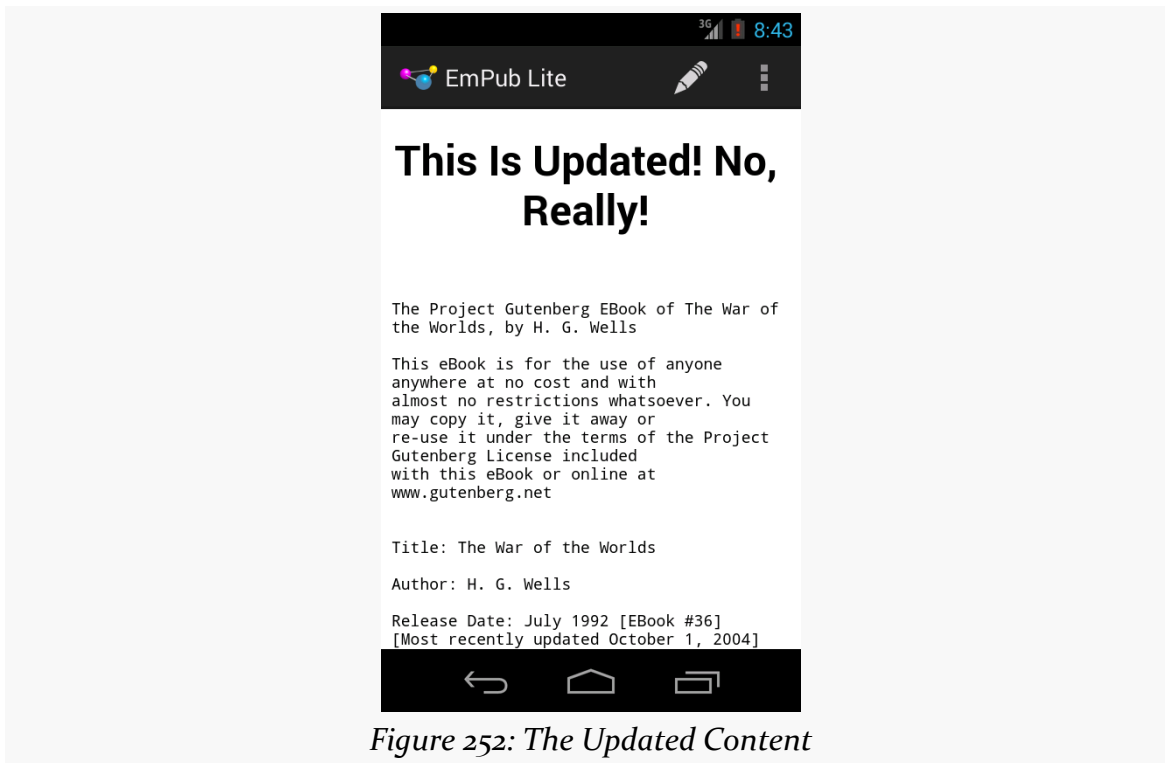 3G 8:43
EmPub Lite
This Is Updated! No,
Really!
The Project Gutenberg EBook of The War of
the Worlds, by H. G. Wells
This eBook is for the use of anyone
anywhere at no cost and with
almost no restrictions whatsoever. You
may copy it, give it away or
re-use it under the terms of the Project
Gutenberg License included
with this eBook or online at
www.gutenberg.net
Title: The War of the Worlds
Author: H. G. Wells
Release Date: July 1992 [EBook #36]
[Most recently updated October 1, 2004]
Figure 252: The Updated Content